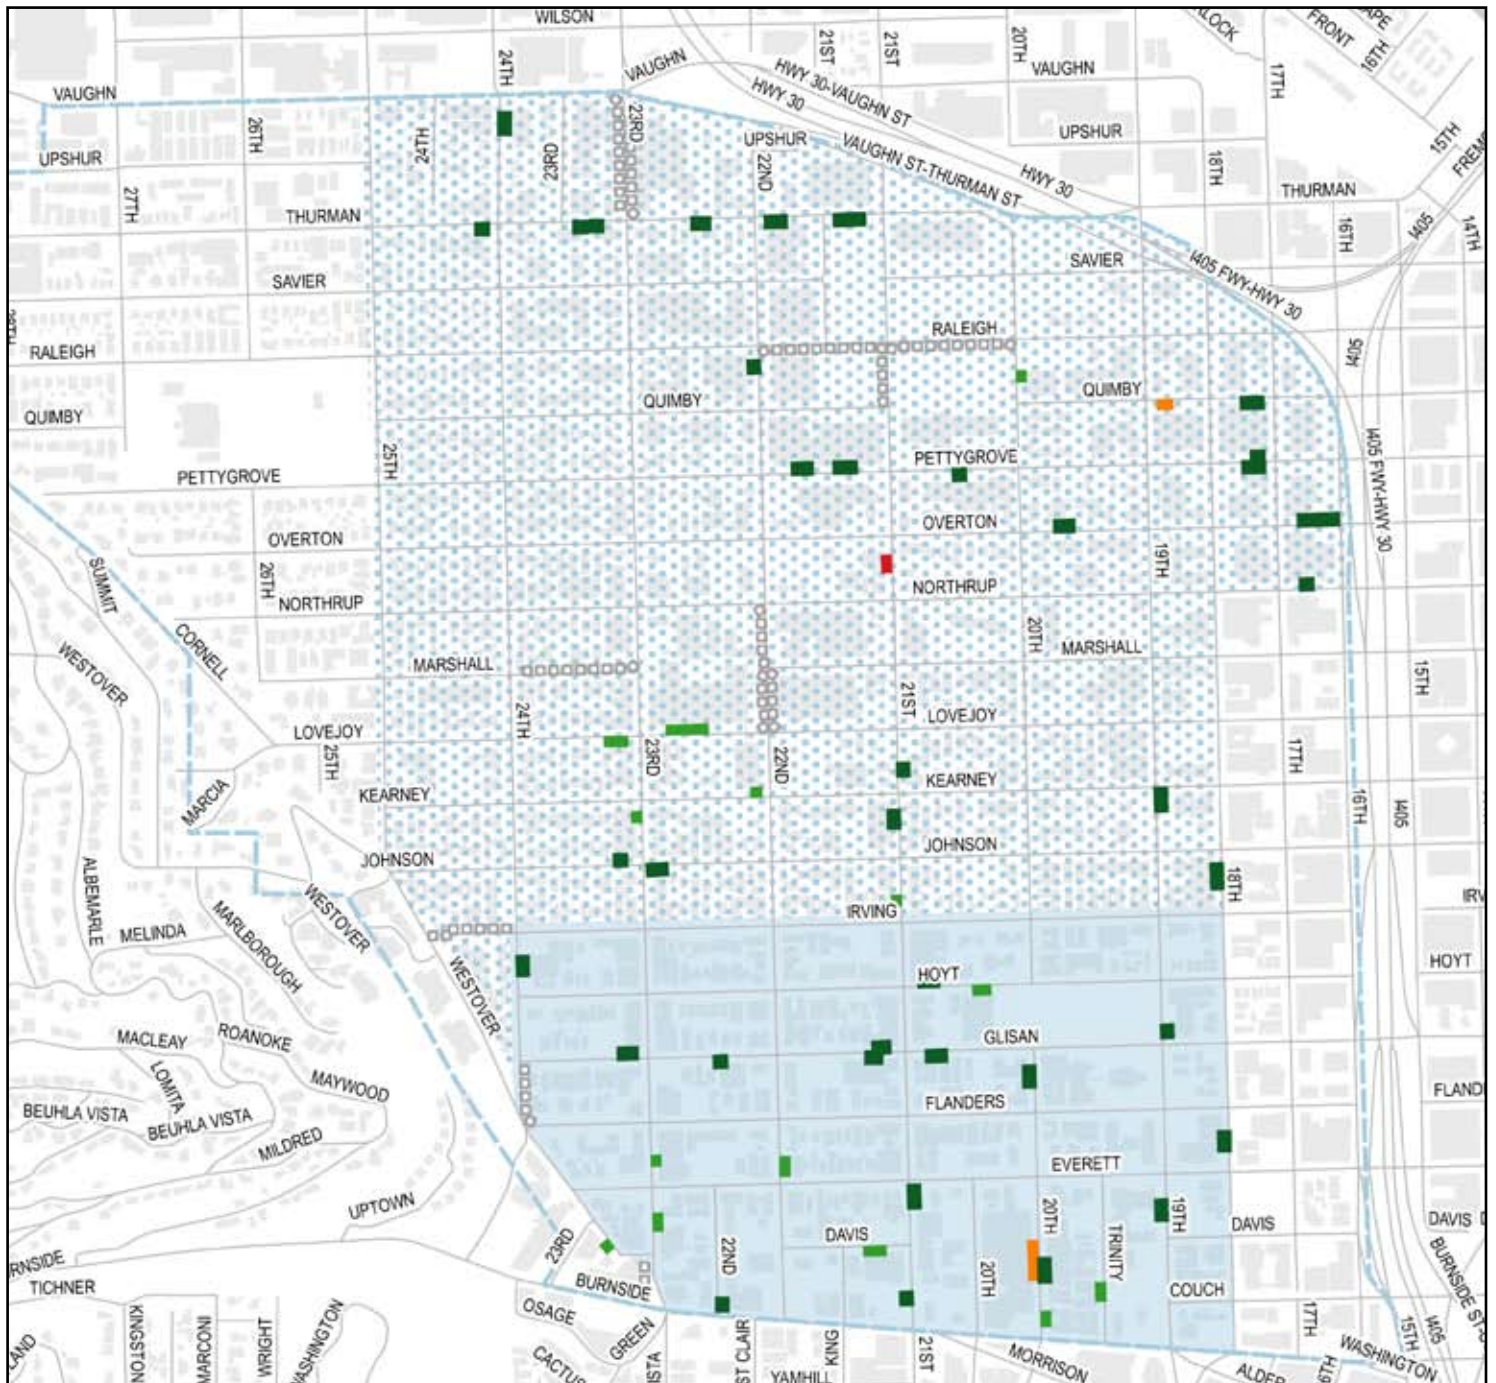 WILSON
VAUGHN
24TH
VAUGHN
21ST
21ST
20TH
VAUGHN
17TH
FRONT
16TH
HWY 30-VAUGHN ST
HWY 30
UPSHUR
26TH
24TH
23RD
23RD
UPSHUR
22ND
VAUGHN ST-THURMAN ST
HWY 30
UPSHUR
18TH
15TH
27TH
THURMAN
THURMAN
16TH
I405
14TH
SAVIER
SAVIER
I405 FWY-HWY 30
RALEIGH
RALEIGH
I405
QUIMBY
QUIMBY
QUIMBY
PETTYGROVE
25TH
PETTYGROVE
I405 FWY-HWY 30
OVERTON
OVERTON
SUMMIT
26TH
NORTHRUP
NORTHRUP
19TH
CORNELL
WESTOVER
MARSHALL
20TH
MARSHALL
15TH
LOVEJOY
25TH
24TH
23RD
22ND
21ST
LOVEJOY
17TH
MARCIA
KEARNEY
KEARNEY
16TH
I405
ALBEMARLE
JOHNSON
JOHNSON
18TH
WESTOVER
IRVING
MELINDA
MARLBOROUGH
WESTOVER
HOYT
HOYT
MACLEAY
ROANOKE
GLISAN
LOMITA
MAYWOOD
BEUHLA VISTA
BEUHLA VISTA
FLANDERS
MILDRED
EVERETT
UPTOWN
23RD
22ND
DAVIS
20TH
20TH
TRINITY
19TH
DAVIS
DAVIS
TICHNER
BURNSIDE
COUCH
KINGSTON
MARCONI
WRIGHT
OSAGE
GREEN
ST CLAIR
KING
21ST
MORRISON
17TH
15TH
I405
WASHINGTON
YAMHILL